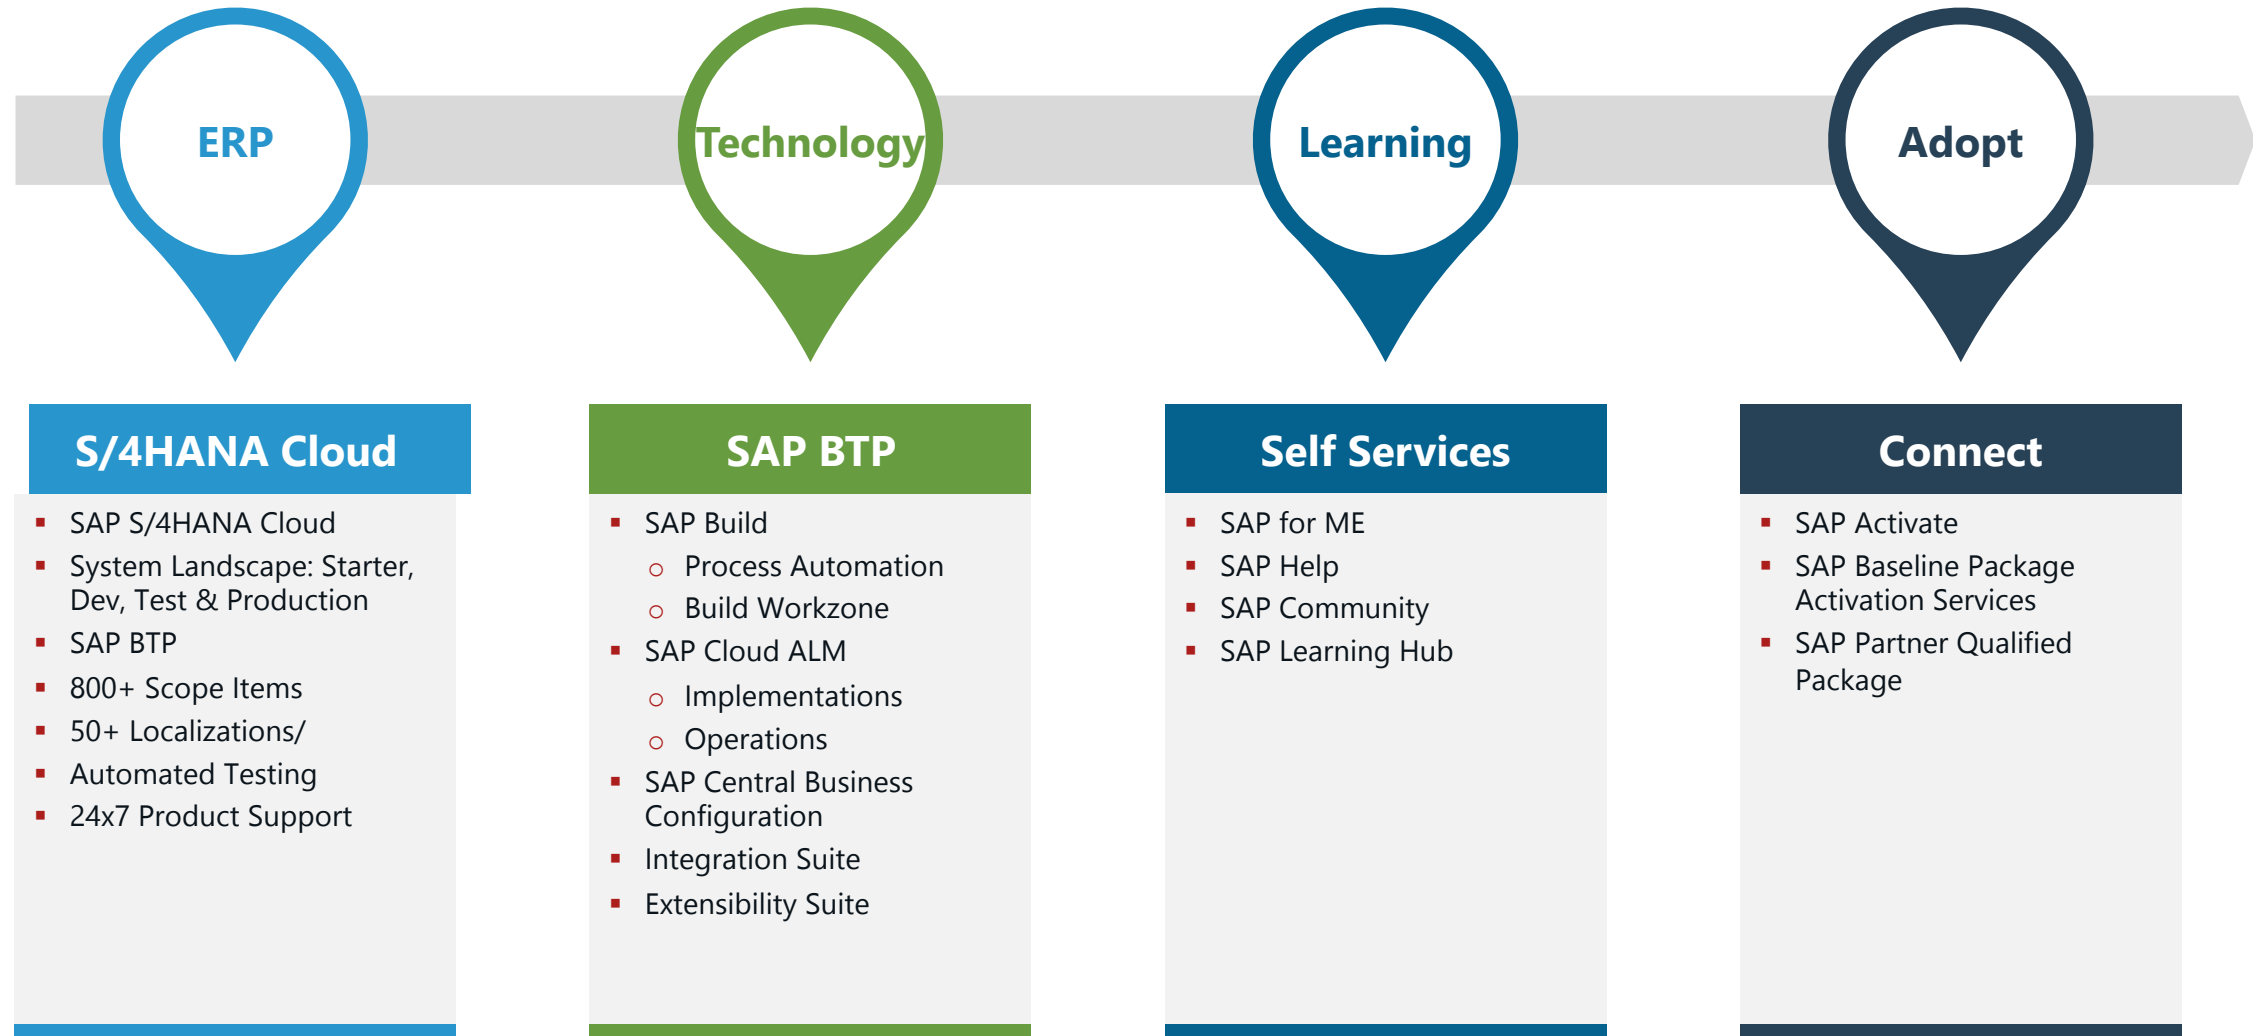 ERP
Technology
Learning
Adopt
S/4HANA Cloud
SAP S/4HANA Cloud
System Landscape: Starter,
Dev, Test & Production
SAP BTP
800+ Scope Items
50+ Localizations/
Automated Testing
24x7 Product Support
SAP BTP
SAP Build
Process Automation
Build Workzone
SAP Cloud ALM
Implementations
Operations
SAP Central Business
Configuration
Integration Suite
Extensibility Suite
Self Services
SAP for ME
SAP Help
SAP Community
SAP Learning Hub
Connect
SAP Activate
SAP Baseline Package
Activation Services
SAP Partner Qualified
Package